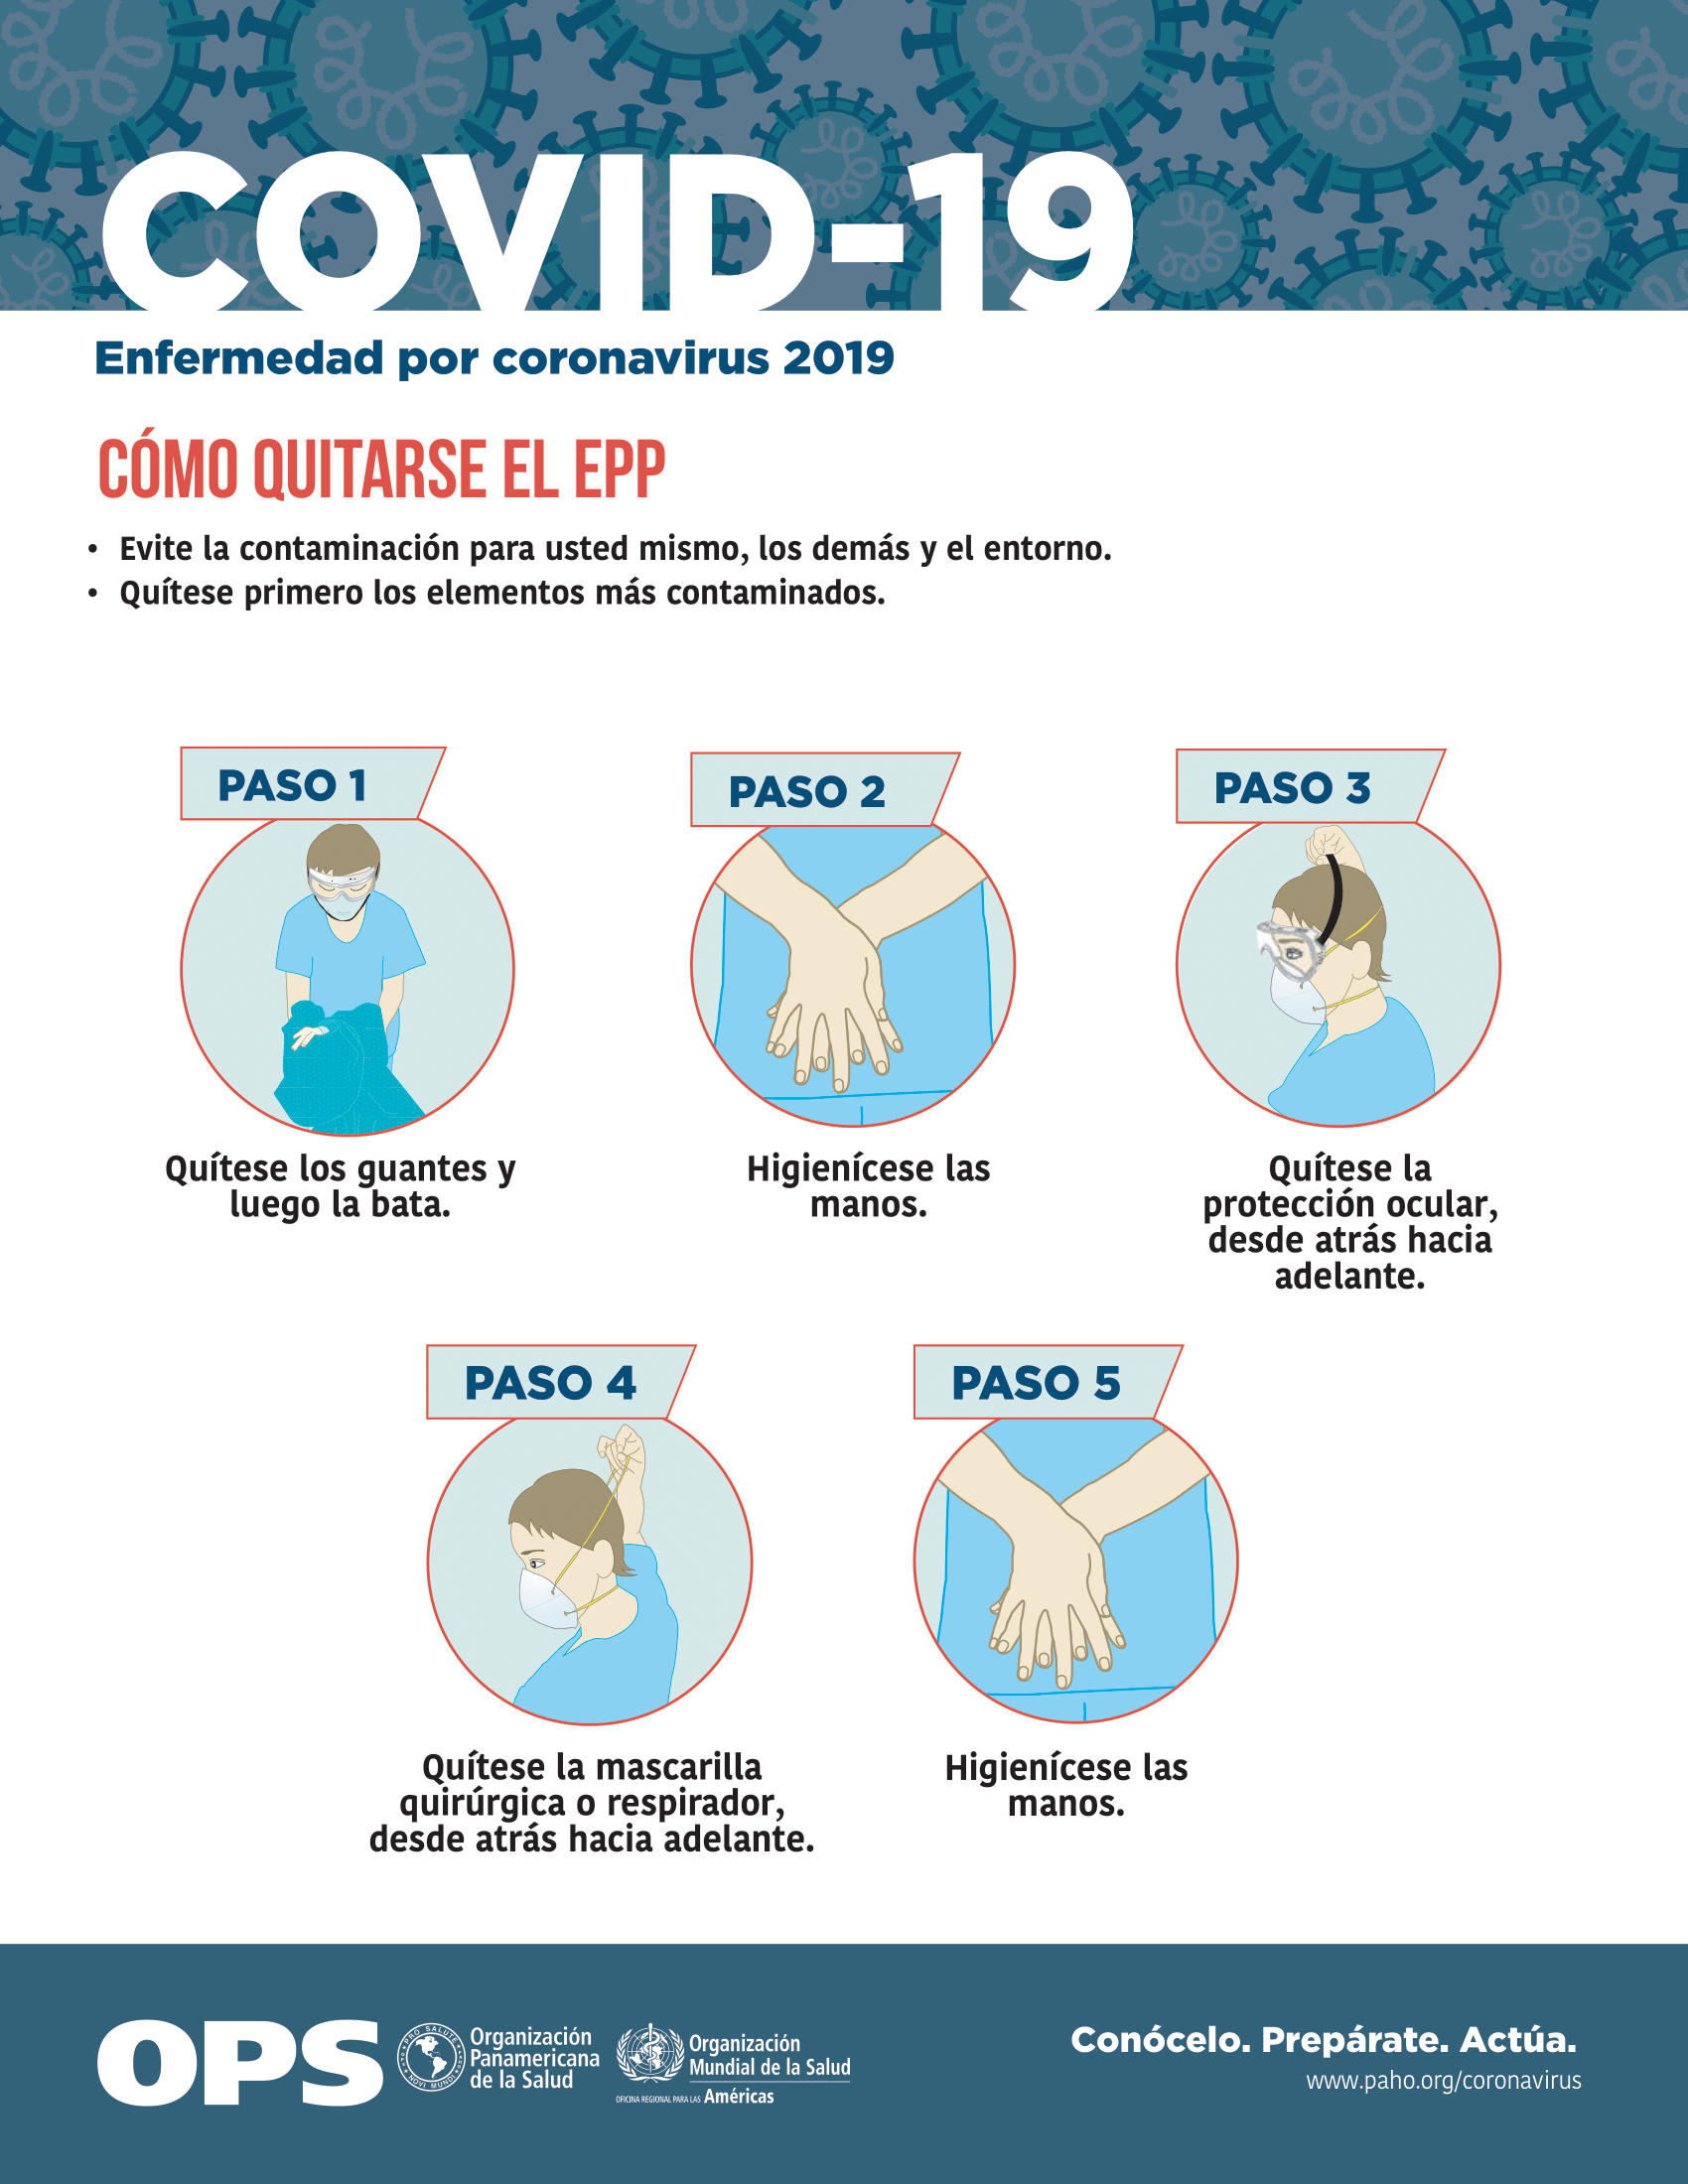 COVID-19
Enfermedad por coronavirus 2019
CÓMO QUITARSE EL EPP
• Evite la contaminación para usted mismo, los demás y el entorno.
• Quítese primero los elementos más contaminados.
PASO 1
Quítese los guantes y
luego la bata.
PASO 2
Higienícese las
manos.
PASO 3
Quítese la
protección ocular,
desde atrás hacia
adelante.
PASO 4
Quítese la mascarilla
quirúrgica o respirador,
desde atrás hacia adelante.
PASO 5
Higienícese las
manos.
OPS
PRO SALUTE
NOVI MUNDI
Organización
Panamericana
de la Salud
Organización
Mundial de la Salud
OFICINA REGIONAL PARA LAS Américas
Conócelo. Prepárate. Actúa.
www.paho.org/coronavirus